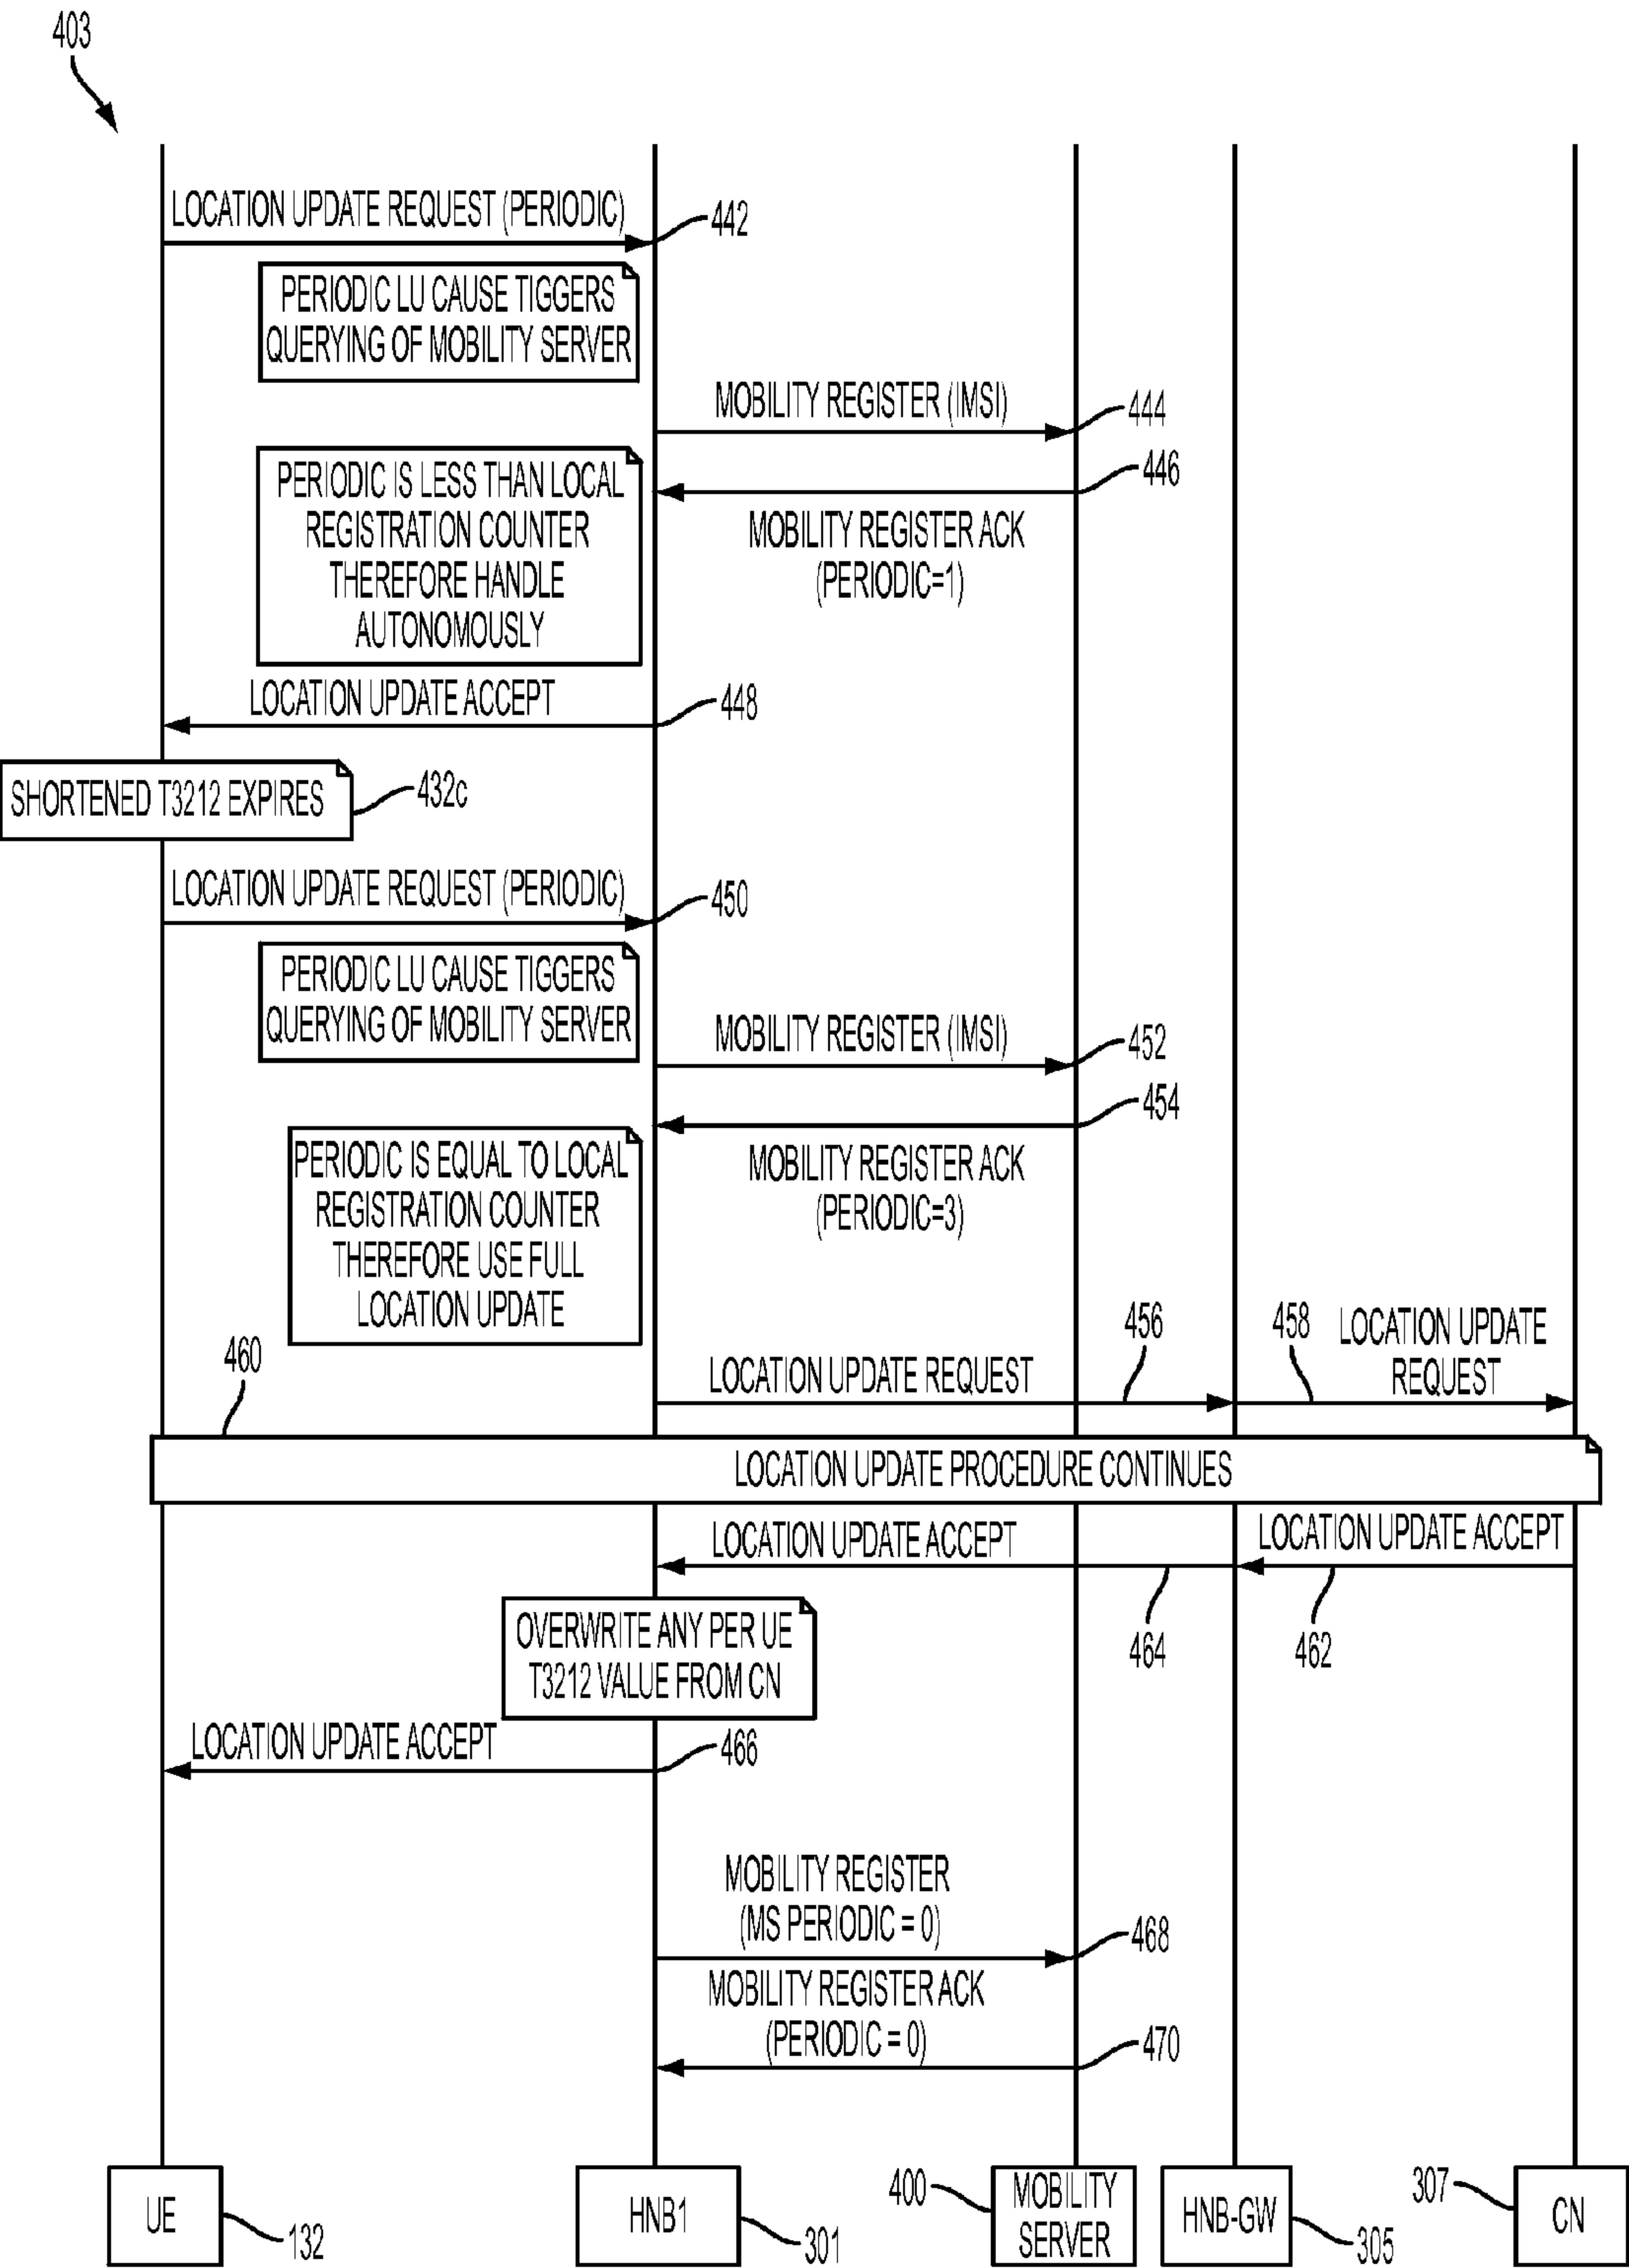 403
LOCATION UPDATE REQUEST (PERIODIC)
442
PERIODIC LU CAUSE TIGGERS
QUERYING OF MOBILITY SERVER
MOBILITY REGISTER (IMSI)
444
PERIODIC IS LESS THAN LOCAL
REGISTRATION COUNTER
THEREFORE HANDLE
AUTONOMOUSLY
446
MOBILITY REGISTER ACK
(PERIODIC=1)
LOCATION UPDATE ACCEPT
448
SHORTENED T3212 EXPIRES
432c
LOCATION UPDATE REQUEST (PERIODIC)
450
PERIODIC LU CAUSE TIGGERS
QUERYING OF MOBILITY SERVER
MOBILITY REGISTER (IMSI)
452
454
PERIODIC IS EQUAL TO LOCAL
REGISTRATION COUNTER
THEREFORE USE FULL
LOCATION UPDATE
MOBILITY REGISTER ACK
(PERIODIC=3)
460
LOCATION UPDATE REQUEST
456
458
LOCATION UPDATE
REQUEST
LOCATION UPDATE PROCEDURE CONTINUES
LOCATION UPDATE ACCEPT
LOCATION UPDATE ACCEPT
464
462
OVERWRITE ANY PER UE
T3212 VALUE FROM CN
LOCATION UPDATE ACCEPT
466
MOBILITY REGISTER
(MS PERIODIC = 0)
468
MOBILITY REGISTER ACK
(PERIODIC = 0)
470
UE
132
HNB1
301
400
MOBILITY
SERVER
HNB-GW
305
307
CN